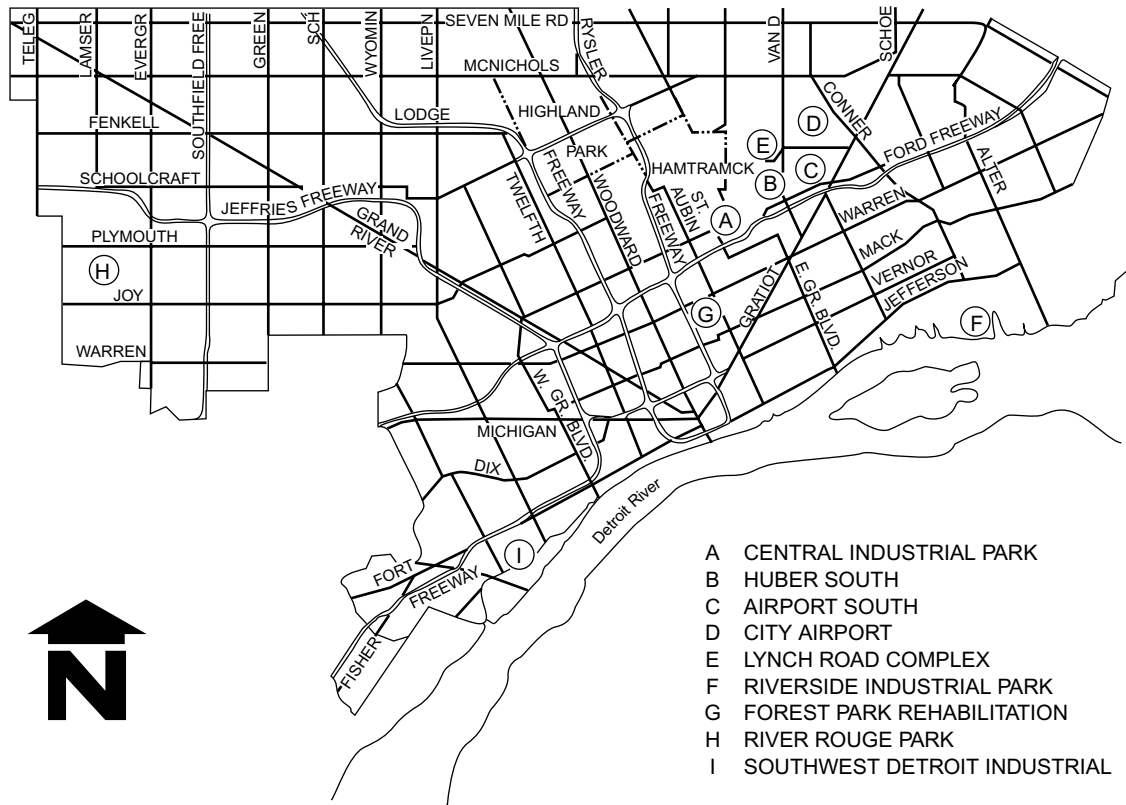 SEVEN MILE RD
TELEG
LAMSER
EVERGR
SOUTHFIELD FREE
GREEN
SCH
WYOMIN
LIVEPN
RYSLER
VAN D
SCHOE
MCNICHOLS
LODGE
HIGHLAND
PARK
FENKELL
CONNER
FORD FREEWAY
ALTER
HAMTRAMCK
SCHOOLCRAFT
JEFFRIES FREEWAY
GRAND
RIVER
TWELFTH
FREEWAY
WOODWARD
FREEWAY
ST
AUBIN
WARREN
MACK
VERNOR
JEFFERSON
PLYMOUTH
JOY
WARREN
GRATIOT
E. GR. BLVD.
W. GR. BLVD.
MICHIGAN
DIX
FORT
FREEWAY
FISHER
Detroit River
D
E
C
B
A
H
G
F
I
N
A CENTRAL INDUSTRIAL PARK
B HUBER SOUTH
C AIRPORT SOUTH
D CITY AIRPORT
E LYNCH ROAD COMPLEX
F RIVERSIDE INDUSTRIAL PARK
G FOREST PARK REHABILITATION
H RIVER ROUGE PARK
I SOUTHWEST DETROIT INDUSTRIAL